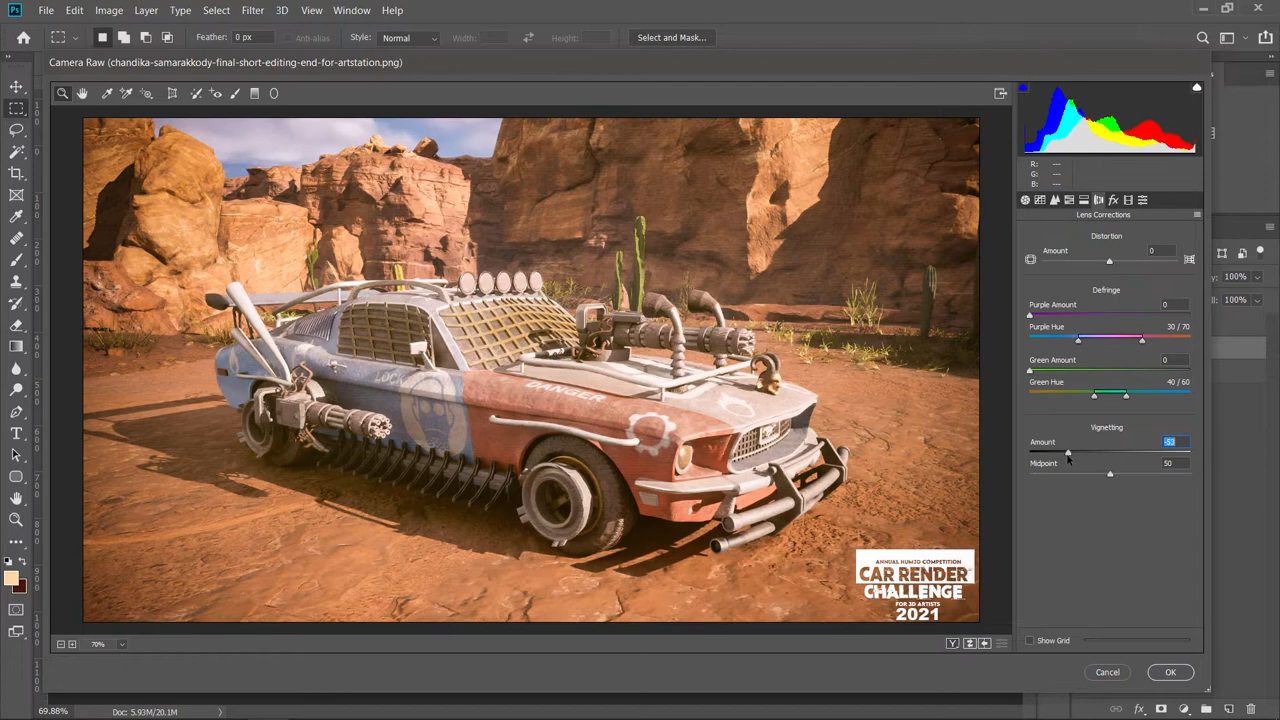 Ps File Edit Image Layer Type Select Filter 3D View Window Help
Feather: 0 px Anti-alias Style: Normal Width: Height: Select and Mask...
Camera Raw (chandika-samarakkody-final-short-editing-end-for-artstation.png)
R: ---
G: ---
B: ---
Lens Corrections
Distortion
Amount 0
Defringe
Purple Amount 0
Purple Hue 30 / 70
Green Amount 0
Green Hue 40 / 60
Vignetting
Amount -53
Midpoint 50
100%
100%
LOCK
DANGER
ANNUAL HUM3D COMPETITION
CAR RENDER
CHALLENGE
FOR 3D ARTISTS
2021
70%
Y
Show Grid
Cancel OK
69.88% Doc: 5.93M/20.1M
fx